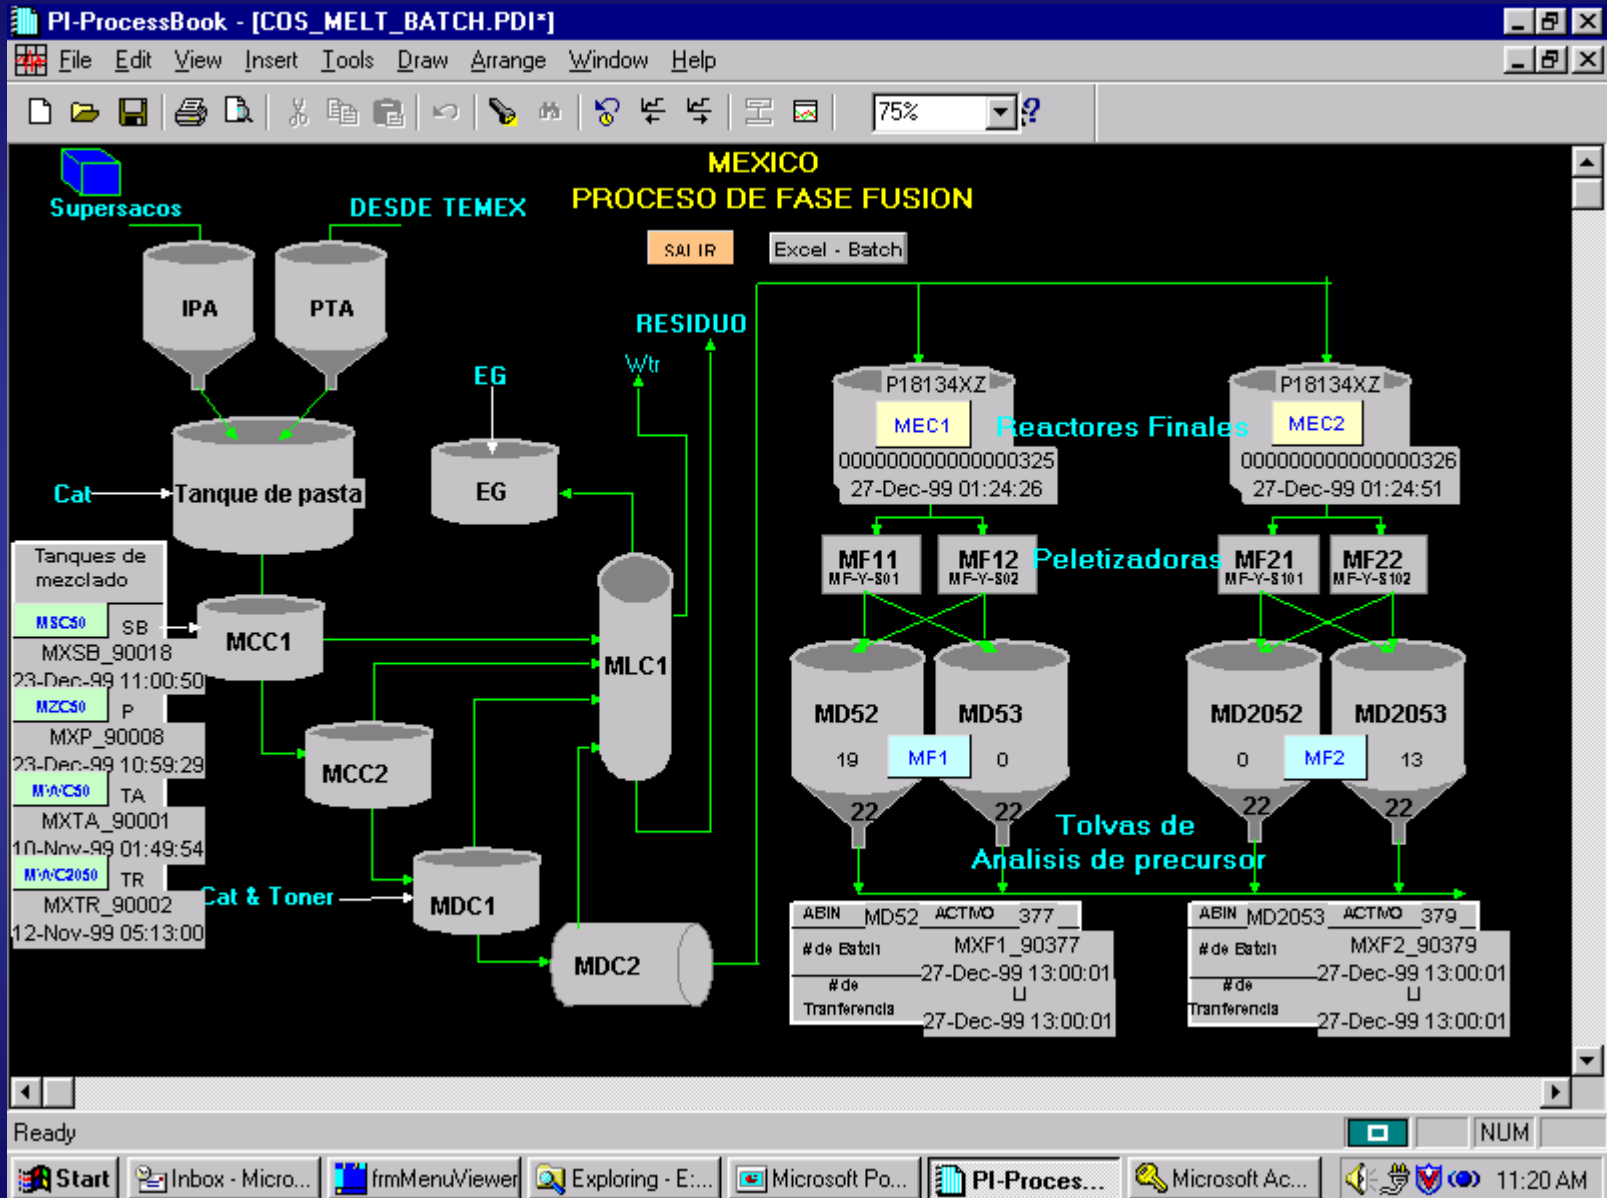 PI-ProcessBook - [COS_MELT_BATCH.PDI*]
File Edit View Insert Tools Draw Arrange Window Help
75%
MEXICO
PROCESO DE FASE FUSION
Supersacos
DESDE TEMEX
SALIR
Excel - Batch
IPA
PTA
RESIDUO
Wtr
EG
EG
Cat
Tanque de pasta
P18134XZ
MEC1
00000000000000325
27-Dec-99 01:24:26
Reactores Finales
P18134XZ
MEC2
00000000000000326
27-Dec-99 01:24:51
MF11
MF-Y-S01
MF12
MF-Y-S02
Peletizadoras
MF21
MF-Y-S101
MF22
MF-Y-S102
Tanques de
mezclado
MSC50 SB
MXSB_90018
23-Dec-99 11:00:50
MZC50 P
MXP_90008
23-Dec-99 10:59:29
MWC50 TA
MXTA_90001
10-Nov-99 01:49:54
MWC2050 TR
MXTR_90002
12-Nov-99 05:13:00
MCC1
MCC2
MLC1
Cat & Toner
MDC1
MDC2
MD52
19
MF1
MD53
0
22
22
MD2052
0
MF2
MD2053
13
22
22
Tolvas de
Analisis de precursor
ABIN MD52 ACTIVO 377
# de Batch MXF1_90377
27-Dec-99 13:00:01
# de
Tranferencia
U
27-Dec-99 13:00:01
ABIN MD2053 ACTIVO 379
# de Batch MXF2_90379
27-Dec-99 13:00:01
# de
Tranferencia
U
27-Dec-99 13:00:01
Ready
NUM
Start
Inbox - Micro...
frmMenuViewer
Exploring - E:...
Microsoft Po...
PI-Proces...
Microsoft Ac...
11:20 AM